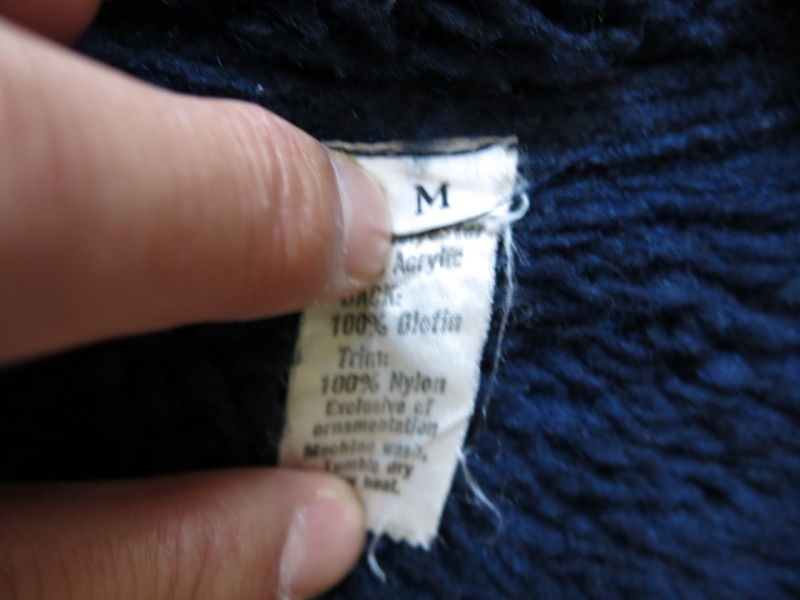 M
Acrylic
BACK:
100% Olefin
Trim:
100% Nylon
Exclusive of
ornamentation
Machine wash,
Tumble dry
heat.